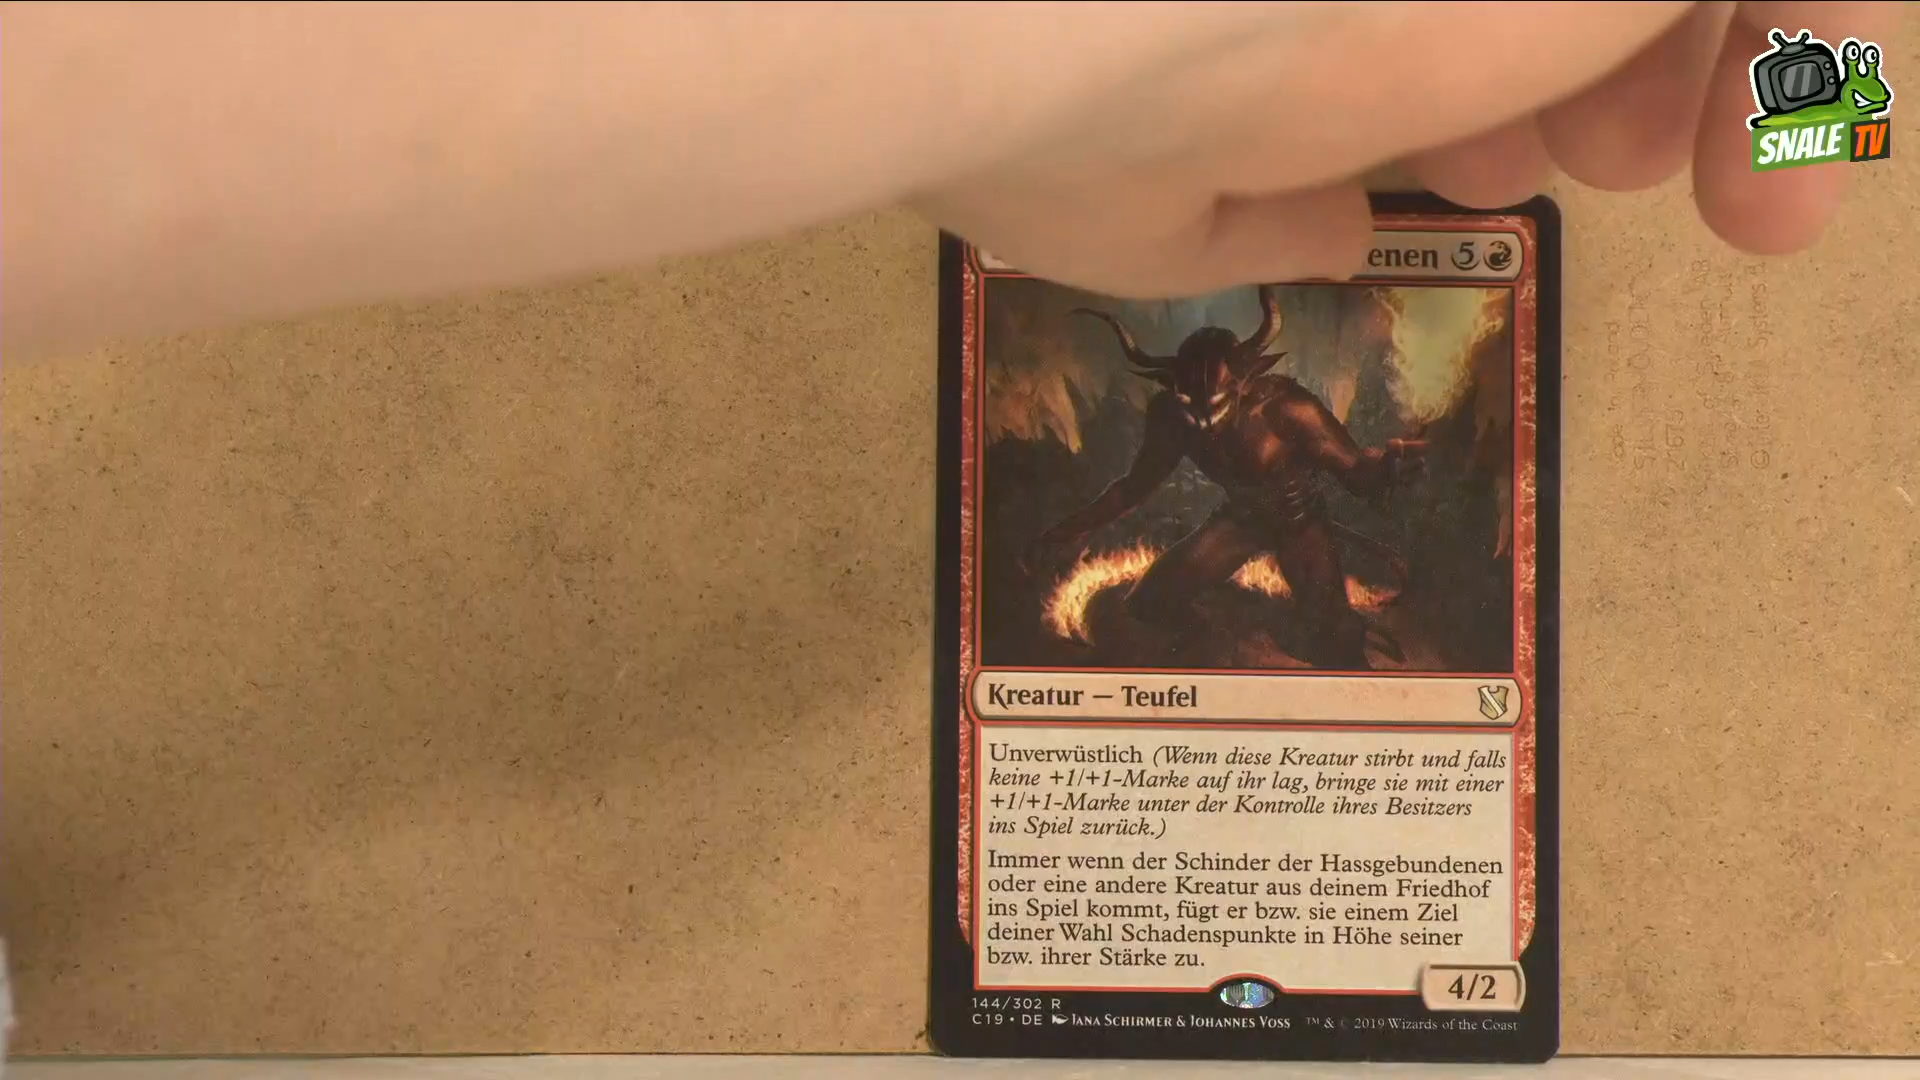 SNALE TV
enen 5
Kreatur — Teufel
Unverwüstlich (Wenn diese Kreatur stirbt und falls
keine +1/+1-Marke auf ihr lag, bringe sie mit einer
+1/+1-Marke unter der Kontrolle ihres Besitzers
ins Spiel zurück.)
Immer wenn der Schinder der Hassgebundenen
oder eine andere Kreatur aus deinem Friedhof
ins Spiel kommt, fügt er bzw. sie einem Ziel
deiner Wahl Schadenspunkte in Höhe seiner
bzw. ihrer Stärke zu.
4/2
144/302 R
C19 • DE JANA SCHIRMER & JOHANNES VOSS ™ & © 2019 Wizards of the Coast